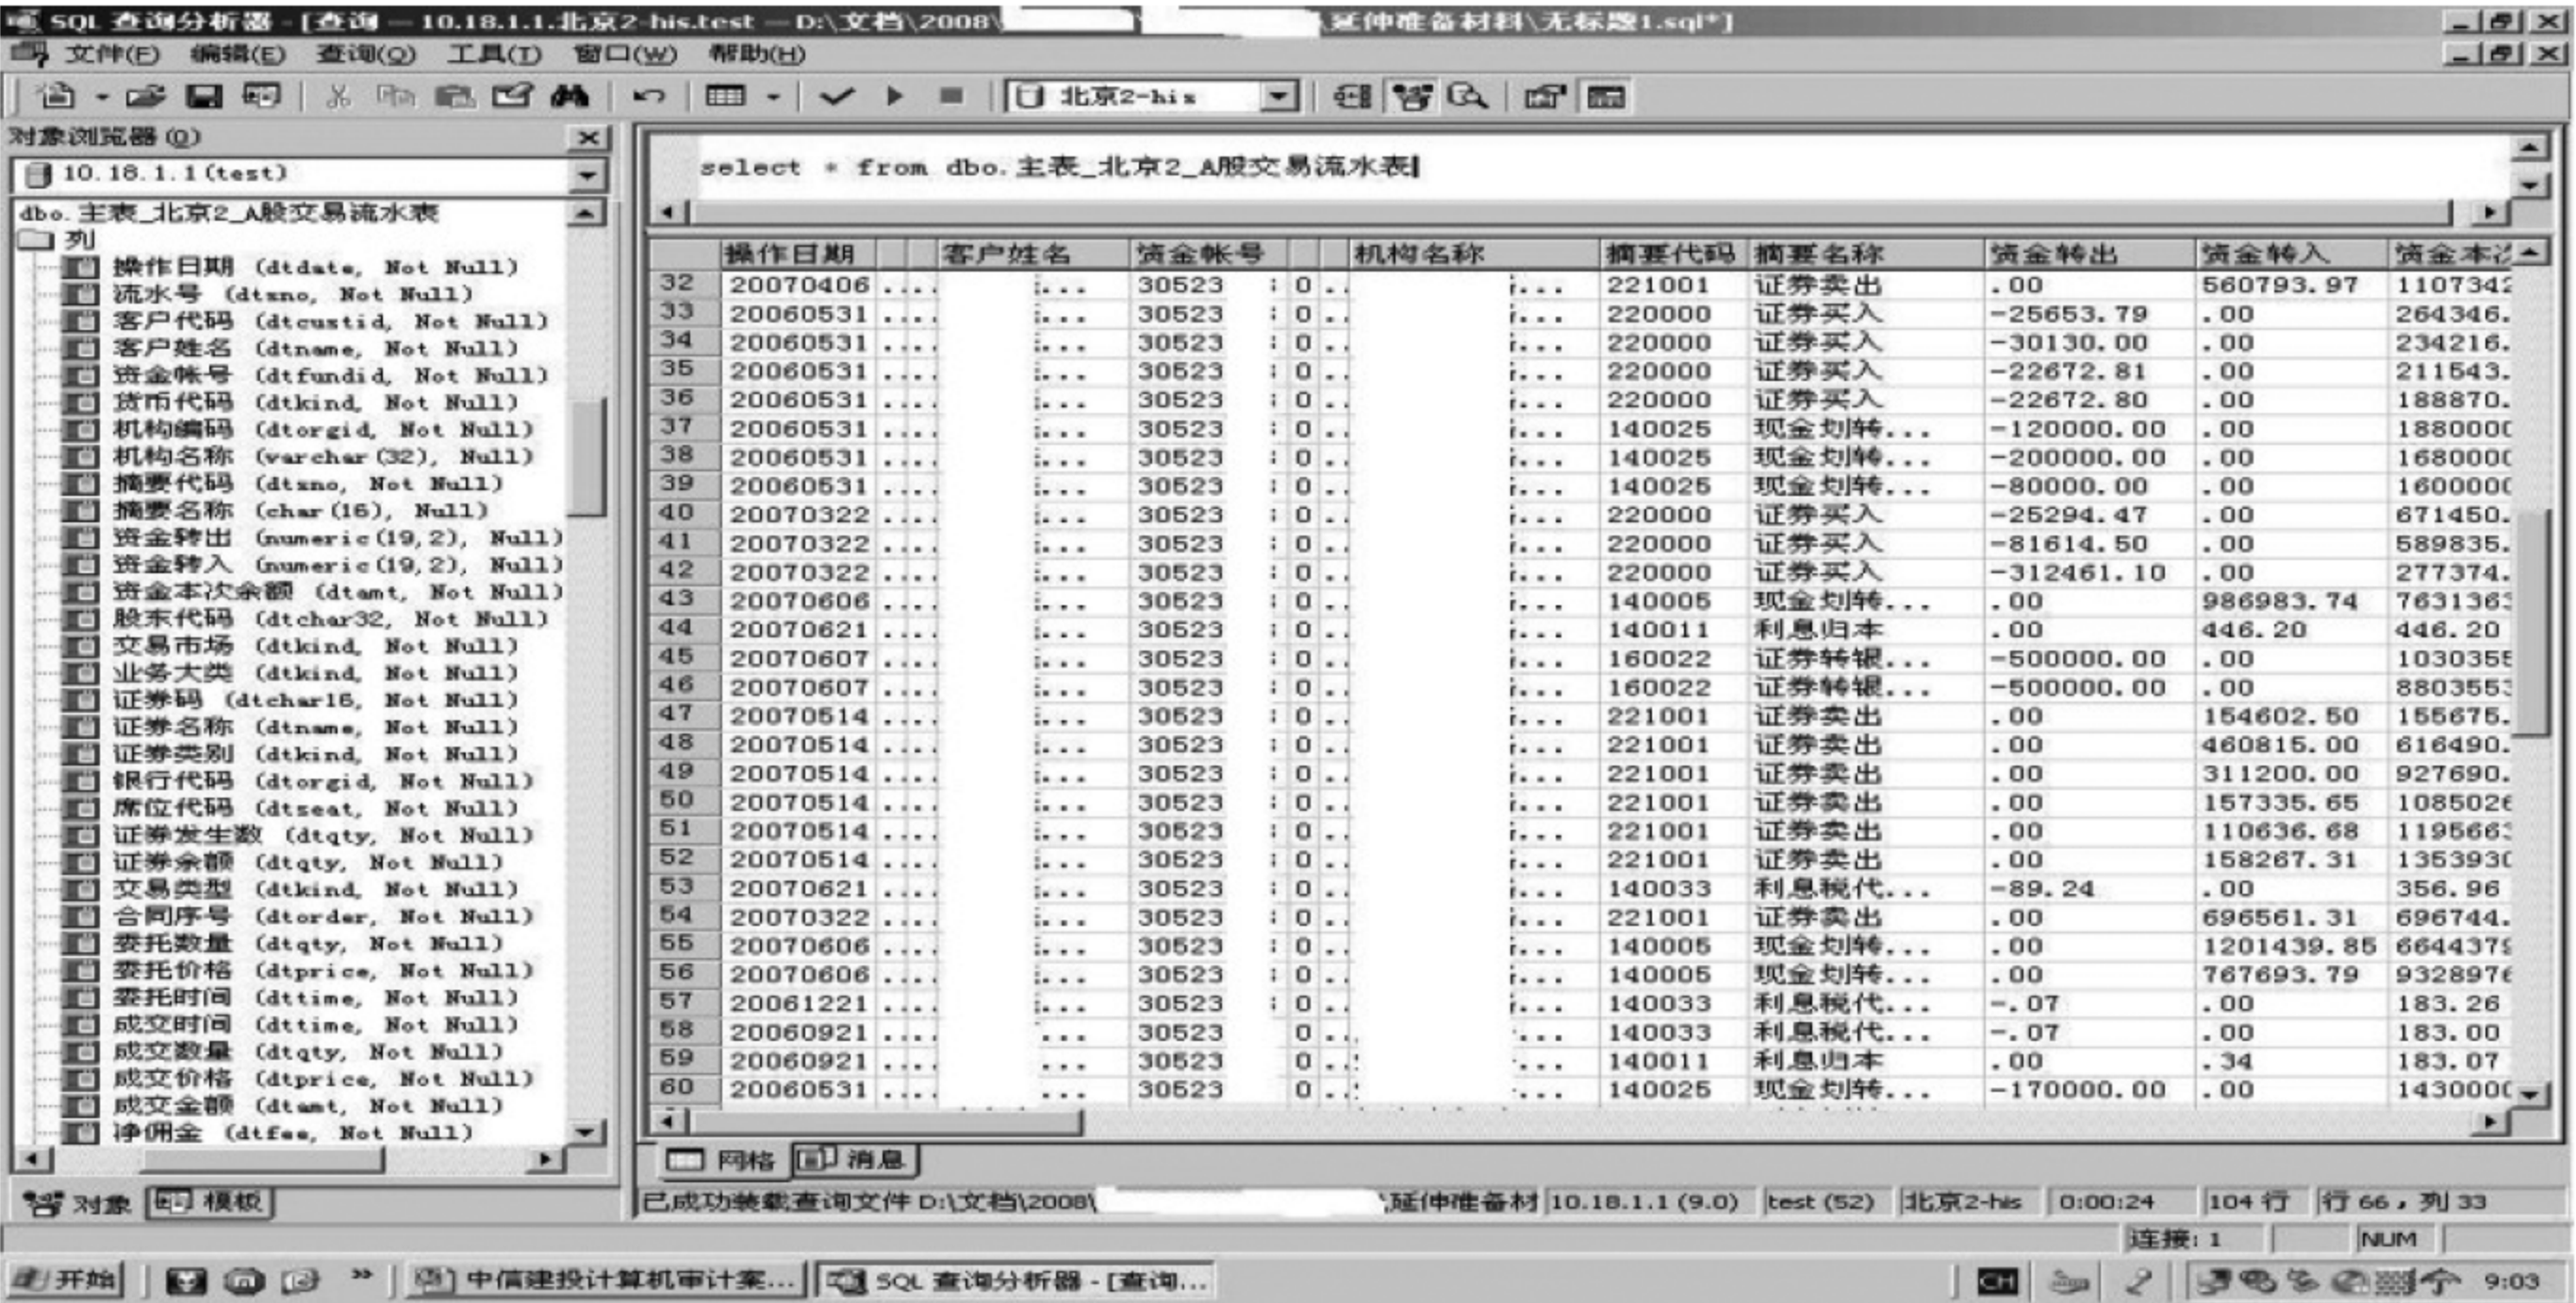 SQL 查询分析器 - [查询 — 10.18.1.1.北京2-his.test — D:\文档\2008\ \延伸准备材料\无标题1.sql*]
文件(F) 编辑(E) 查询(Q) 工具(T) 窗口(W) 帮助(H)
北京2-his
对象浏览器(O)
10.18.1.1(test)
select * from dbo.主表_北京2_A股交易流水表
dbo.主表_北京2_A股交易流水表
列
操作日期 (dtdate, Not Null)
流水号 (dtsno, Not Null)
客户代码 (dtcustid, Not Null)
客户姓名 (dtname, Not Null)
资金帐号 (dtfundid, Not Null)
货币代码 (dtkind, Not Null)
机构编码 (dtorgid, Not Null)
机构名称 (varchar(32), Null)
摘要代码 (dtsno, Not Null)
摘要名称 (char(16), Null)
资金转出 (numeric(19,2), Null)
资金转入 (numeric(19,2), Null)
资金本次余额 (dtamt, Not Null)
股东代码 (dtchar32, Not Null)
交易市场 (dtkind, Not Null)
业务大类 (dtkind, Not Null)
证券码 (dtchar16, Not Null)
证券名称 (dtname, Not Null)
证券类别 (dtkind, Not Null)
银行代码 (dtorgid, Not Null)
席位代码 (dtseat, Not Null)
证券发生数 (dtqty, Not Null)
证券余额 (dtqty, Not Null)
交易类型 (dtkind, Not Null)
合同序号 (dtorder, Not Null)
委托数量 (dtqty, Not Null)
委托价格 (dtprice, Not Null)
委托时间 (dttime, Not Null)
成交时间 (dttime, Not Null)
成交数量 (dtqty, Not Null)
成交价格 (dtprice, Not Null)
成交金额 (dtamt, Not Null)
净佣金 (dtfee, Not Null)
对象 模板
操作日期 客户姓名 资金帐号 机构名称 摘要代码 摘要名称 资金转出 资金转入 资金本次
32 20070406 .... ... 30523 0 .. ... 221001 证券卖出 .00 560793.97 1107342
33 20060531 .... ... 30523 0 .. ... 220000 证券买入 -25653.79 .00 264346.
34 20060531 .... ... 30523 0 .. ... 220000 证券买入 -30130.00 .00 234216.
35 20060531 .... ... 30523 0 .. ... 220000 证券买入 -22672.81 .00 211543.
36 20060531 .... ... 30523 0 .. ... 220000 证券买入 -22672.80 .00 188870.
37 20060531 .... ... 30523 0 .. ... 140025 现金划转... -120000.00 .00 1880000
38 20060531 .... ... 30523 0 .. ... 140025 现金划转... -200000.00 .00 1680000
39 20060531 .... ... 30523 0 .. ... 140025 现金划转... -80000.00 .00 1600000
40 20070322 .... ... 30523 0 .. ... 220000 证券买入 -25294.47 .00 671450.
41 20070322 .... ... 30523 0 .. ... 220000 证券买入 -81614.50 .00 589835.
42 20070322 .... ... 30523 0 .. ... 220000 证券买入 -312461.10 .00 277374.
43 20070606 .... ... 30523 0 .. ... 140005 现金划转... .00 986983.74 7631363
44 20070621 .... ... 30523 0 .. ... 140011 利息归本 .00 446.20 446.20
45 20070607 .... ... 30523 0 .. ... 160022 证券转银... -500000.00 .00 1030355
46 20070607 .... ... 30523 0 .. ... 160022 证券转银... -500000.00 .00 8803553
47 20070514 .... ... 30523 0 .. ... 221001 证券卖出 .00 154602.50 155675.
48 20070514 .... ... 30523 0 .. ... 221001 证券卖出 .00 460815.00 616490.
49 20070514 .... ... 30523 0 .. ... 221001 证券卖出 .00 311200.00 927690.
50 20070514 .... ... 30523 0 .. ... 221001 证券卖出 .00 157335.65 1085026
51 20070514 .... ... 30523 0 .. ... 221001 证券卖出 .00 110636.68 1195663
52 20070514 .... ... 30523 0 .. ... 221001 证券卖出 .00 158267.31 1353930
53 20070621 .... ... 30523 0 .. ... 140033 利息税代... -89.24 .00 356.96
54 20070322 .... ... 30523 0 .. ... 221001 证券卖出 .00 696561.31 696744.
55 20070606 .... ... 30523 0 .. ... 140005 现金划转... .00 1201439.85 6644379
56 20070606 .... ... 30523 0 .. ... 140005 现金划转... .00 767693.79 9328976
57 20061221 .... ... 30523 0 .. ... 140033 利息税代... -.07 .00 183.26
58 20060921 .... ... 30523 0 .. ... 140033 利息税代... -.07 .00 183.00
59 20060921 .... ... 30523 0 .. ... 140011 利息归本 .00 .34 183.07
60 20060531 .... ... 30523 0 .. ... 140025 现金划转... -170000.00 .00 1430000
网格 消息
已成功装载查询文件 D:\文档\2008\ \延伸准备材 10.18.1.1 (9.0) test (52) 北京2-his 0:00:24 104 行 行 66，列 33
连接: 1 NUM
开始 » 中信建投计算机审计案... SQL 查询分析器 - [查询... CH 9:03